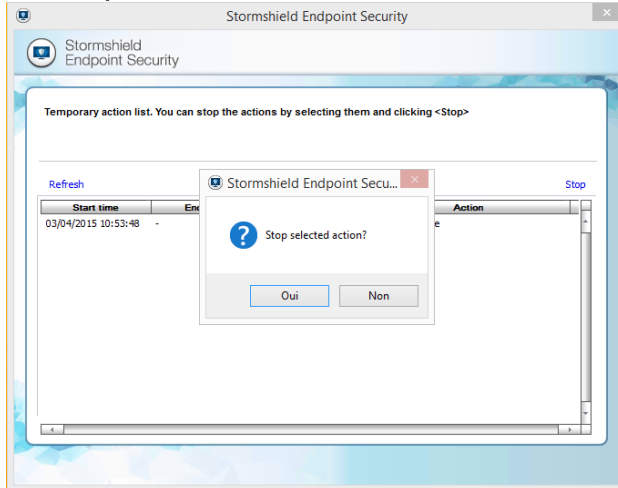 Stormshield Endpoint Security
Stormshield
Endpoint Security
Temporary action list. You can stop the actions by selecting them and clicking <Stop>
Refresh
Stop
Start time
Action
03/04/2015 10:53:48 -
Stormshield Endpoint Secu...
Stop selected action?
Oui Non